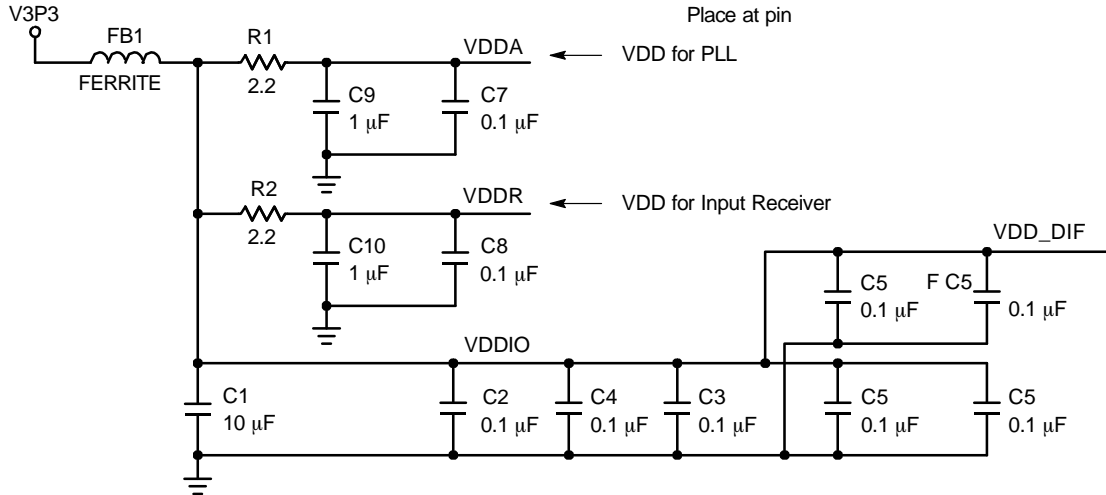 V3P3
Place at pin
FB1
R1
VDDA
VDD for PLL
FERRITE
2.2
C9
C7
1 μF
0.1 μF
R2
VDDR
VDD for Input Receiver
2.2
C10
C8
1 μF
0.1 μF
VDD_DIF
C5
F C5
0.1 μF
0.1 μF
VDDIO
C1
C2
C4
C3
C5
C5
10 μF
0.1 μF
0.1 μF
0.1 μF
0.1 μF
0.1 μF